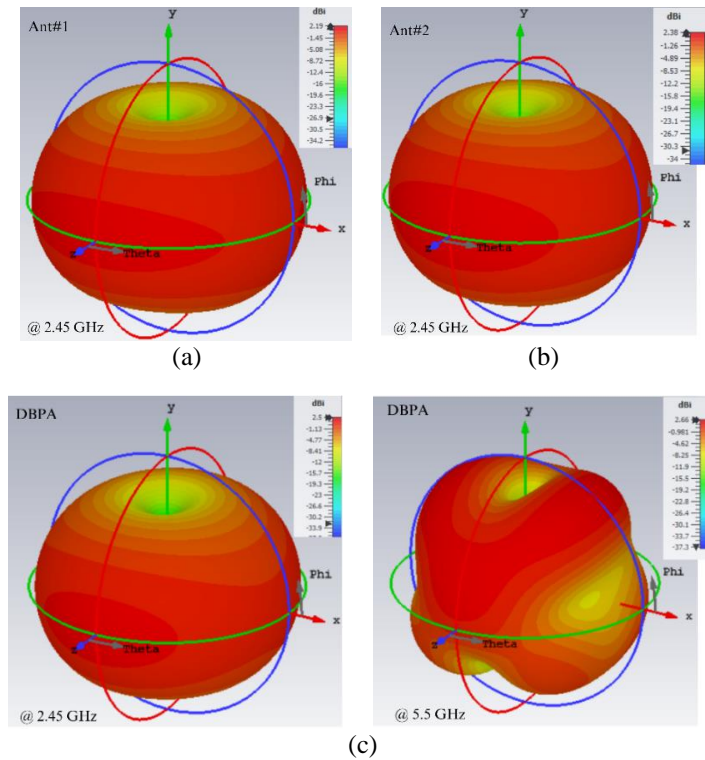 Ant#1
y
dBi
2.19
-1.45
-5.08
-8.72
-12.4
-16
-19.6
-23.3
-26.9
-30.5
-34.2
Phi
x
z
Theta
@ 2.45 GHz
(a)
Ant#2
y
dBi
2.38
-1.26
-4.89
-8.53
-12.2
-15.8
-19.4
-23.1
-26.7
-30.3
-34
Phi
x
z
Theta
@ 2.45 GHz
(b)
DBPA
y
dBi
2.5
-1.13
-4.77
-8.41
-12
-15.7
-19.3
-23
-26.6
-30.2
-33.9
Phi
x
z
Theta
@ 2.45 GHz
DBPA
y
dBi
2.66
-0.981
-4.62
-8.25
-11.9
-15.5
-19.2
-22.8
-26.4
-30.1
-33.7
-37.3
Phi
x
z
Theta
@ 5.5 GHz
(c)